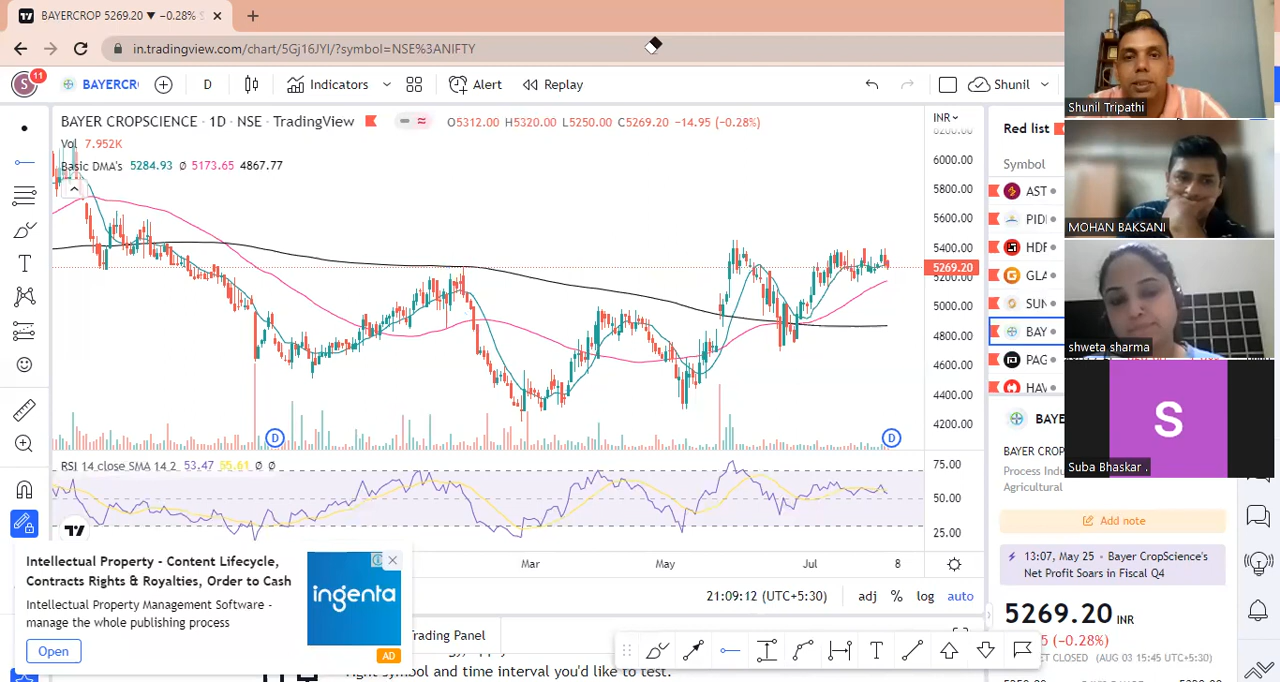 BAYERCROP 5269.20 ▼ −0.28%
in.tradingview.com/chart/5Gj16JYI/?symbol=NSE%3ANIFTY
S 11 BAYERCR D Indicators Alert Replay Shunil
BAYER CROPSCIENCE · 1D · NSE · TradingView O5312.00 H5320.00 L5250.00 C5269.20 −14.95 (−0.28%)
Vol 7.952K
Basic DMA's 5284.93 Ø 5173.65 4867.77
INR
6000.00
5800.00
5600.00
5400.00
5269.20
5000.00
4800.00
4600.00
4400.00
4200.00
D D
RSI 14 close SMA 14 2 53.47 55.61 Ø Ø
75.00
50.00
25.00
Mar May Jul 8
21:09:12 (UTC+5:30) adj % log auto
Red list
Symbol
AST
PIDI
HDF
GLA
SUN
BAY
PAG
HAV
BAYE
BAYER CROP
Process Indu
Agricultural
Add note
13:07, May 25 · Bayer CropScience's
Net Profit Soars in Fiscal Q4
5269.20 INR
5 (−0.28%)
ET CLOSED (AUG 03 15:45 UTC+5:30)
Shunil Tripathi
MOHAN BAKSANI
shweta sharma
S
Suba Bhaskar .
Intellectual Property - Content Lifecycle,
Contracts Rights & Royalties, Order to Cash
Intellectual Property Management Software -
manage the whole publishing process
Open
ingenta
AD
rading Panel
right symbol and time interval you'd like to test.